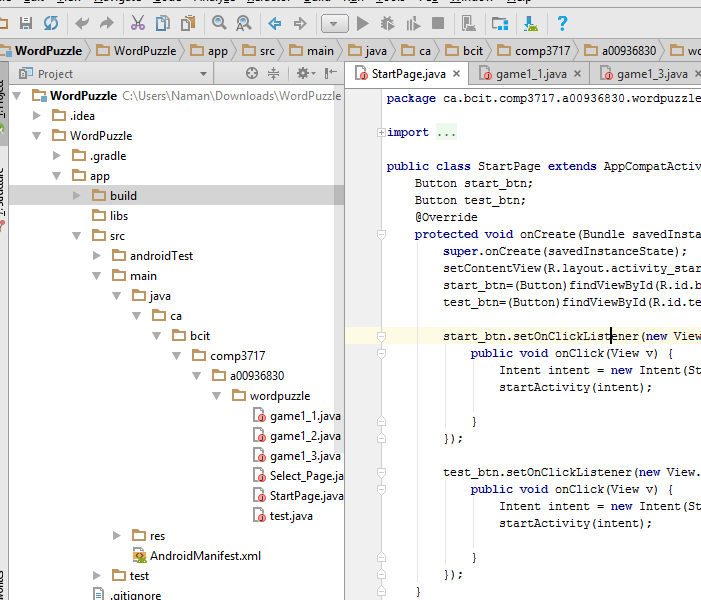 WordPuzzle WordPuzzle app src main java ca bcit comp3717 a00936830
Project
StartPage.java game1_1.java game1_3.java
WordPuzzle C:\Users\Naman\Downloads\WordPuzzle
.idea
WordPuzzle
.gradle
app
build
libs
src
androidTest
main
java
ca
bcit
comp3717
a00936830
wordpuzzle
game1_1.java
game1_2.java
game1_3.java
Select_Page.ja
StartPage.java
test.java
res
AndroidManifest.xml
test
.gitignore
package ca.bcit.comp3717.a00936830.wordpuzzle
import ...
public class StartPage extends AppCompatActiv
Button start_btn;
Button test_btn;
@Override
protected void onCreate(Bundle savedInsta
super.onCreate(savedInstanceState);
setContentView(R.layout.activity_star
start_btn=(Button)findViewById(R.id.b
test_btn=(Button)findViewById(R.id.te
start_btn.setOnClickListener(new View
public void onClick(View v) {
Intent intent = new Intent(St
startActivity(intent);
}
});
test_btn.setOnClickListener(new View.
public void onClick(View v) {
Intent intent = new Intent(St
startActivity(intent);
}
});
}